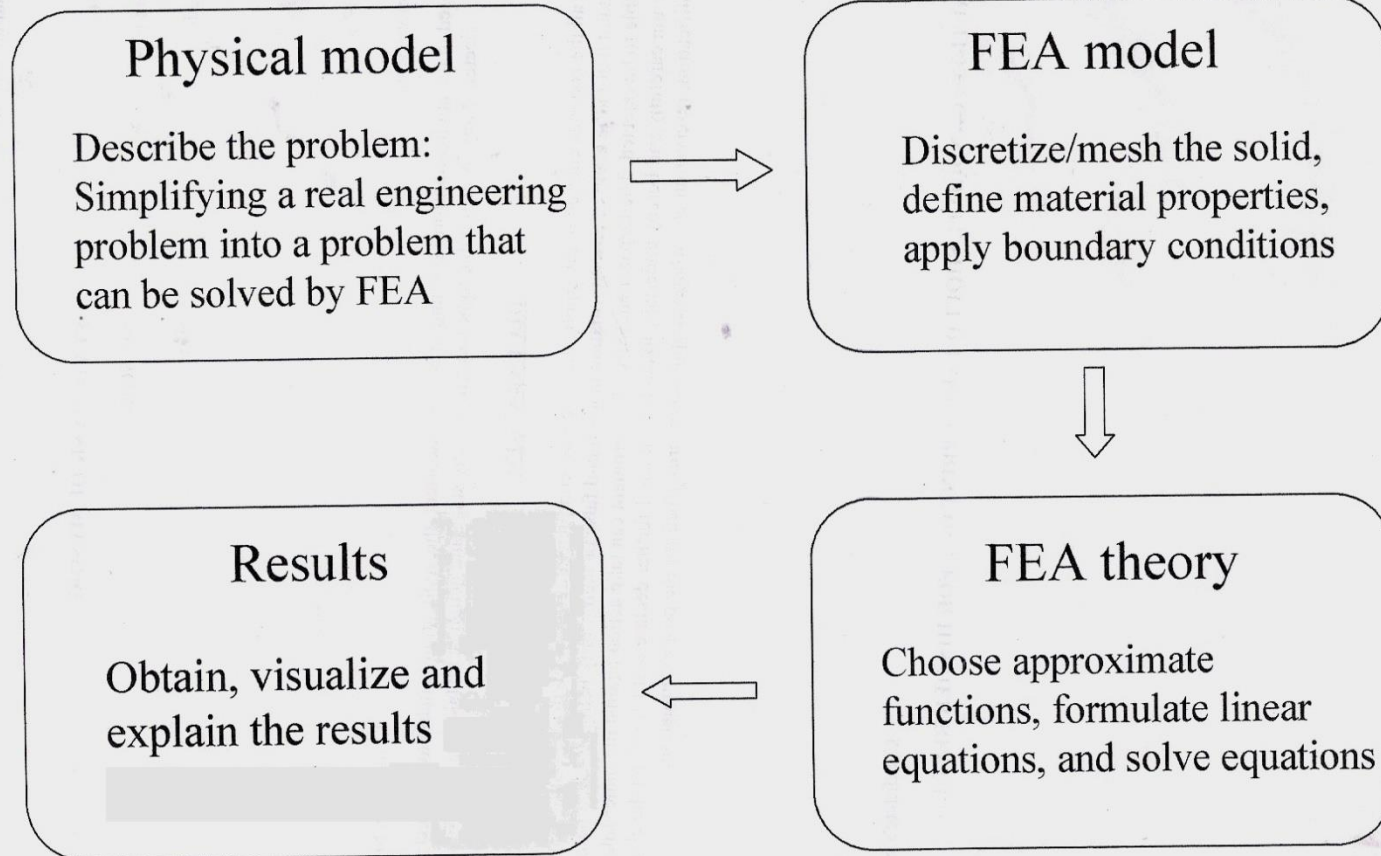 Physical model
Describe the problem:
Simplifying a real engineering
problem into a problem that
can be solved by FEA
FEA model
Discretize/mesh the solid,
define material properties,
apply boundary conditions
FEA theory
Choose approximate
functions, formulate linear
equations, and solve equations
Results
Obtain, visualize and
explain the results